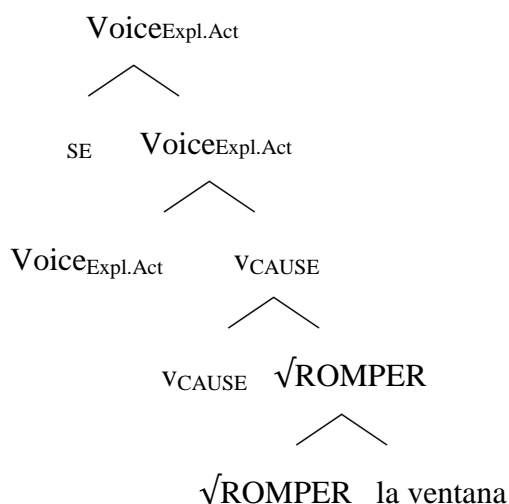 VoiceExpl.Act
SE VoiceExpl.Act
VoiceExpl.Act vCAUSE
vCAUSE √ROMPER
√ROMPER la ventana